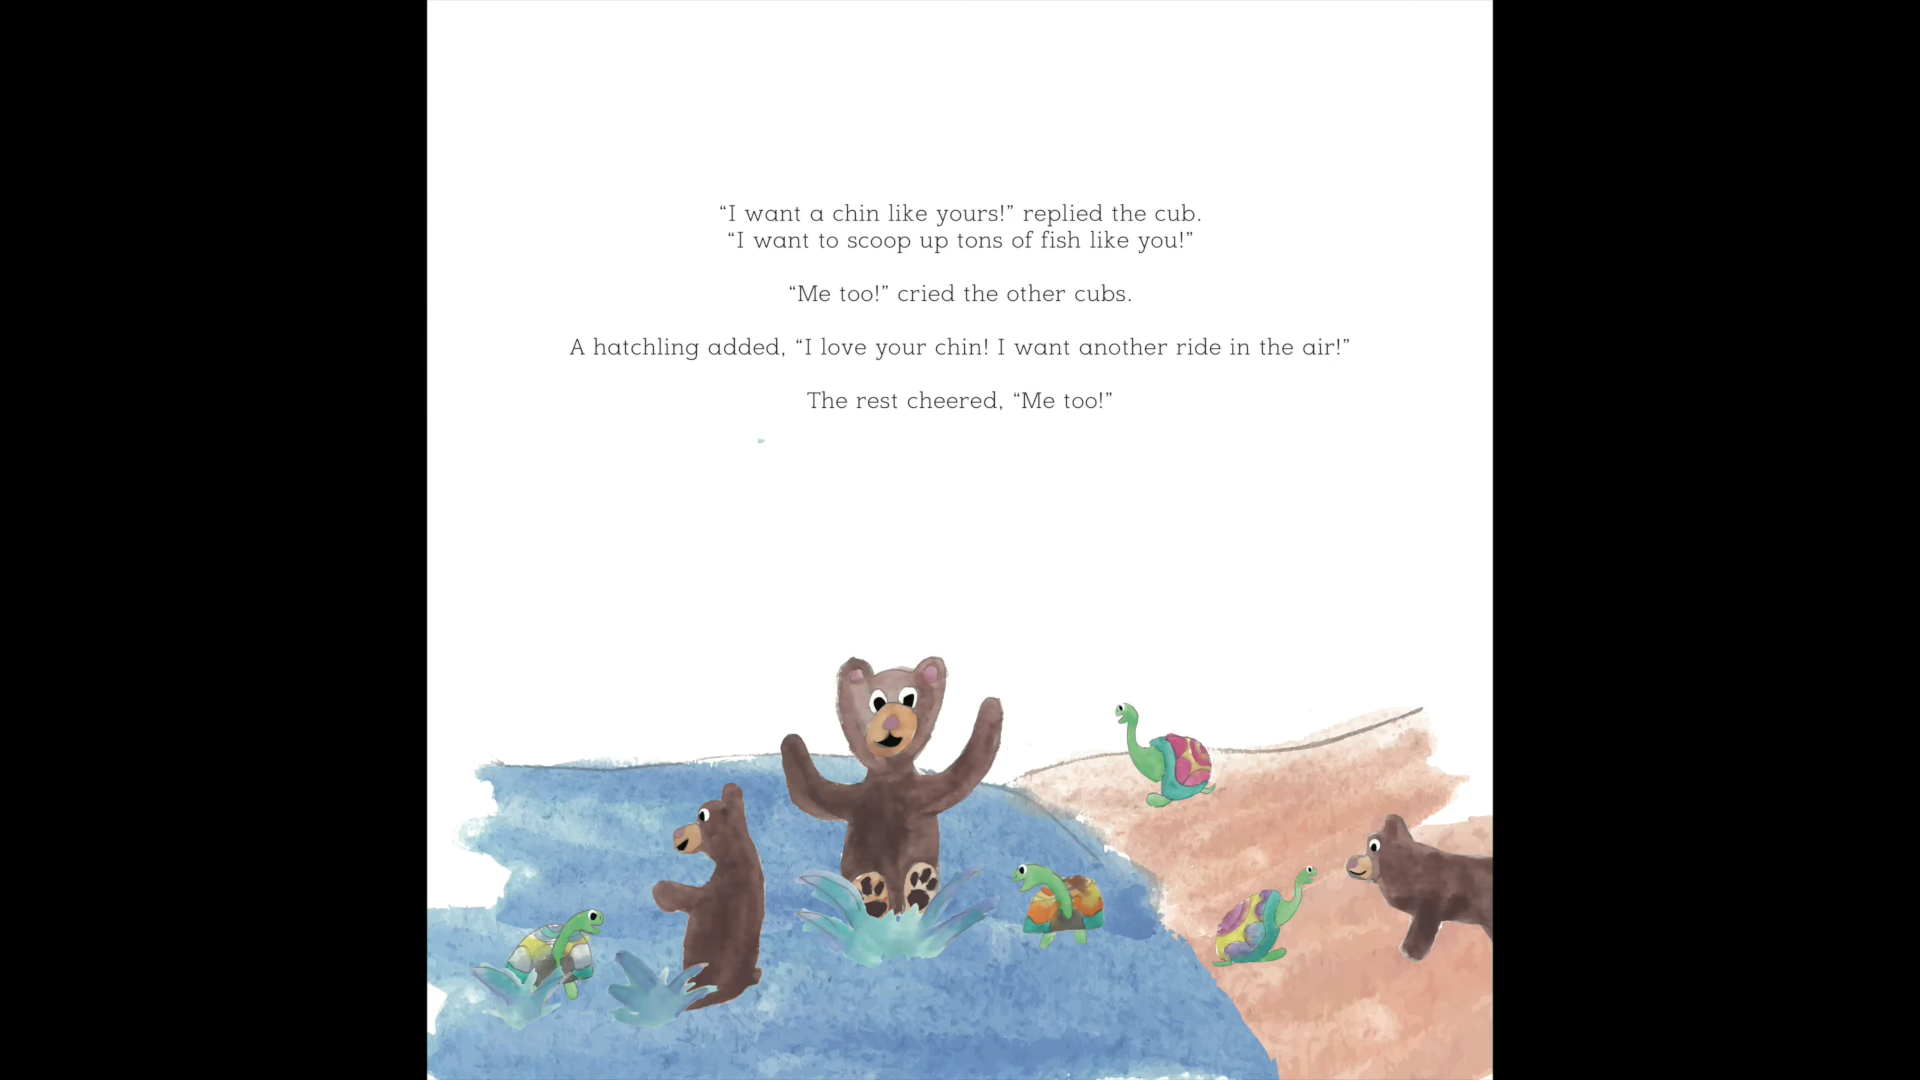 “I want a chin like yours!” replied the cub.
“I want to scoop up tons of fish like you!”
“Me too!” cried the other cubs.
A hatchling added, “I love your chin! I want another ride in the air!”
The rest cheered, “Me too!”